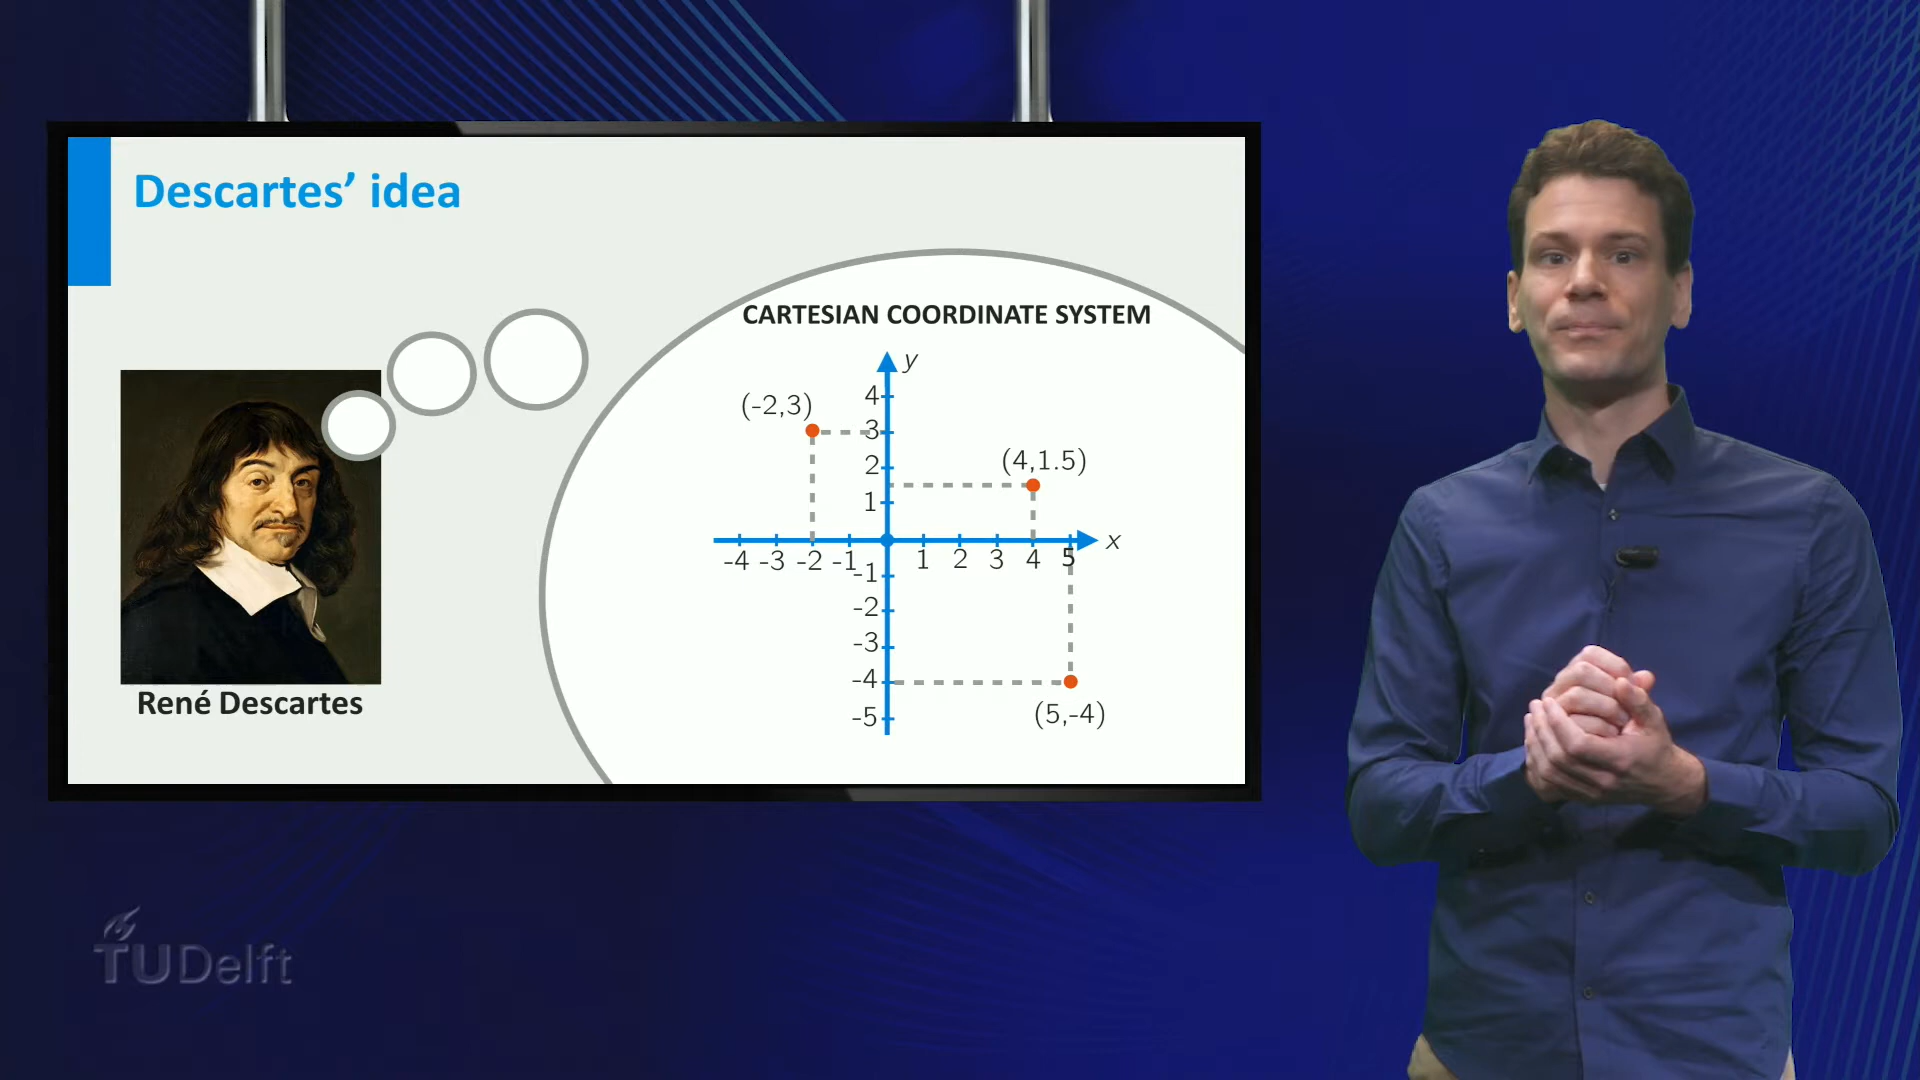 Descartes’ idea
CARTESIAN COORDINATE SYSTEM
y
4
(-2,3)
3
(4,1.5)
2
1
x
-4 -3 -2 -1 1 2 3 4 5
-1
-2
-3
-4
-5
(5,-4)
René Descartes
TUDelft